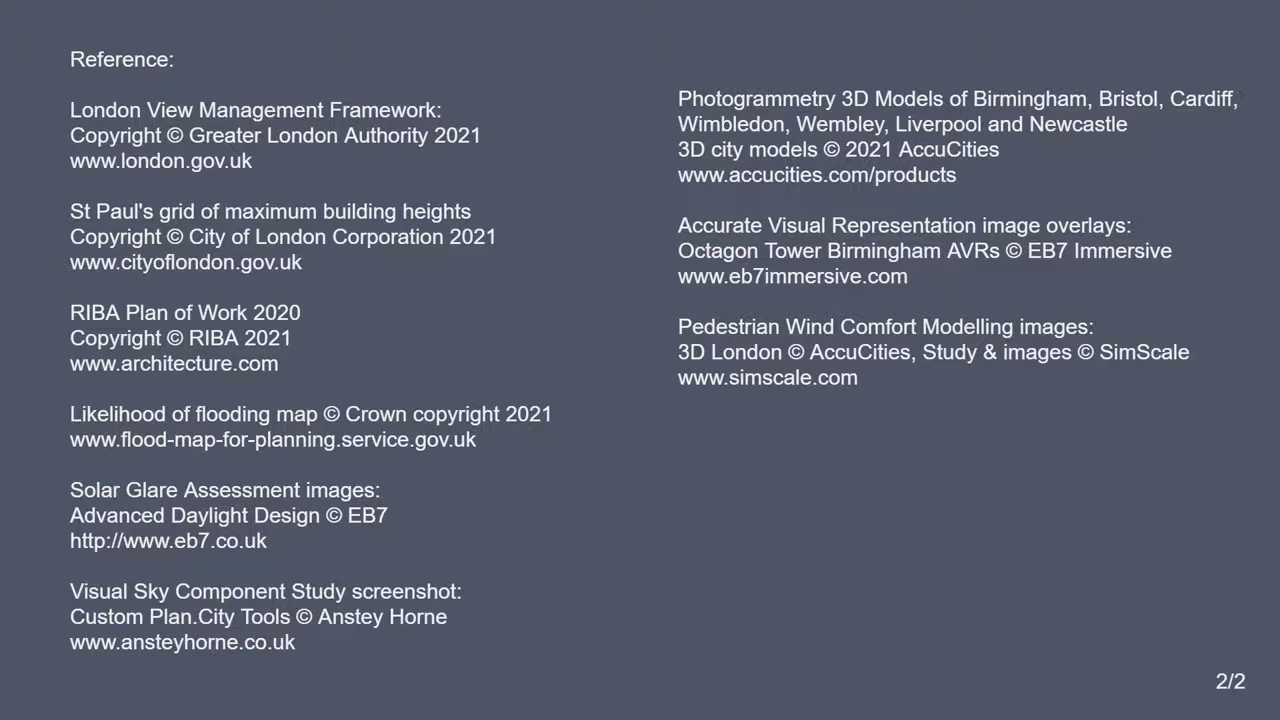 Reference:
London View Management Framework:
Copyright © Greater London Authority 2021
www.london.gov.uk
St Paul's grid of maximum building heights
Copyright © City of London Corporation 2021
www.cityoflondon.gov.uk
RIBA Plan of Work 2020
Copyright © RIBA 2021
www.architecture.com
Likelihood of flooding map © Crown copyright 2021
www.flood-map-for-planning.service.gov.uk
Solar Glare Assessment images:
Advanced Daylight Design © EB7
http://www.eb7.co.uk
Visual Sky Component Study screenshot:
Custom Plan.City Tools © Anstey Horne
www.ansteyhorne.co.uk
Photogrammetry 3D Models of Birmingham, Bristol, Cardiff,
Wimbledon, Wembley, Liverpool and Newcastle
3D city models © 2021 AccuCities
www.accucities.com/products
Accurate Visual Representation image overlays:
Octagon Tower Birmingham AVRs © EB7 Immersive
www.eb7immersive.com
Pedestrian Wind Comfort Modelling images:
3D London © AccuCities, Study & images © SimScale
www.simscale.com
2/2